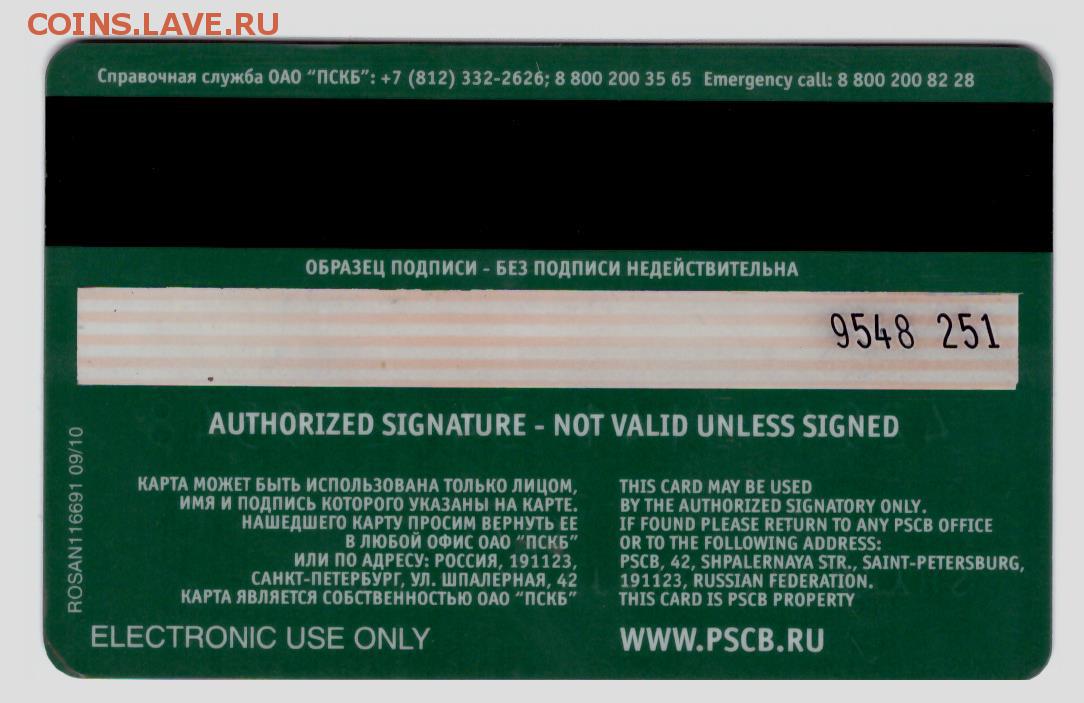 COINS.LAVE.RU
Справочная служба ОАО "ПСКБ": +7 (812) 332-2626; 8 800 200 35 65 Emergency call: 8 800 200 82 28
ОБРАЗЕЦ ПОДПИСИ - БЕЗ ПОДПИСИ НЕДЕЙСТВИТЕЛЬНА
9548 251
AUTHORIZED SIGNATURE - NOT VALID UNLESS SIGNED
ROSAN116691 09/10
КАРТА МОЖЕТ БЫТЬ ИСПОЛЬЗОВАНА ТОЛЬКО ЛИЦОМ,
ИМЯ И ПОДПИСЬ КОТОРОГО УКАЗАНЫ НА КАРТЕ.
НАШЕДШЕГО КАРТУ ПРОСИМ ВЕРНУТЬ ЕЕ
В ЛЮБОЙ ОФИС ОАО "ПСКБ"
ИЛИ ПО АДРЕСУ: РОССИЯ, 191123,
САНКТ-ПЕТЕРБУРГ, УЛ. ШПАЛЕРНАЯ, 42
КАРТА ЯВЛЯЕТСЯ СОБСТВЕННОСТЬЮ ОАО "ПСКБ"
THIS CARD MAY BE USED
BY THE AUTHORIZED SIGNATORY ONLY.
IF FOUND PLEASE RETURN TO ANY PSCB OFFICE
OR TO THE FOLLOWING ADDRESS:
PSCB, 42, SHPALERNAYA STR., SAINT-PETERSBURG,
191123, RUSSIAN FEDERATION.
THIS CARD IS PSCB PROPERTY
ELECTRONIC USE ONLY
WWW.PSCB.RU